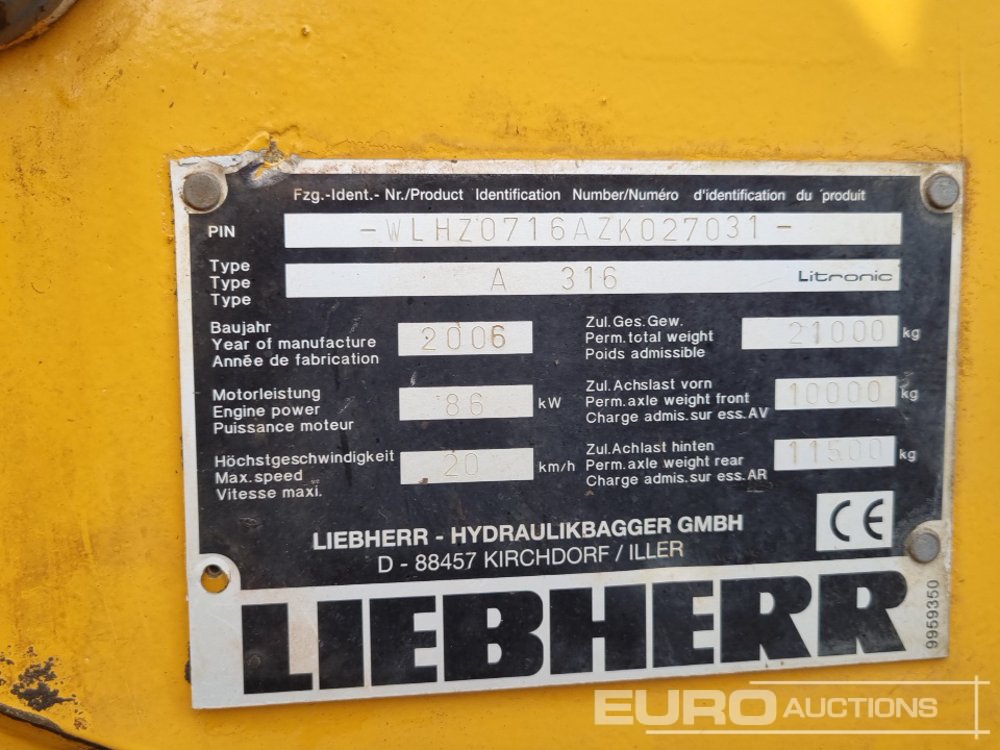 Fzg.-Ident.- Nr./Product Identification Number/Numéro d'identification du produit
PIN -WLHZ0716AZK027031-
Type
Type A 316 Litronic
Type
Baujahr
Year of manufacture 2006
Année de fabrication
Zul.Ges.Gew.
Perm.total weight 21000 kg
Poids admissible
Motorleistung
Engine power 86 kW
Puissance moteur
Zul.Achslast vorn
Perm.axle weight front 10000 kg
Charge admis.sur ess.AV
Höchstgeschwindigkeit
Max.speed 20 km/h
Vitesse maxi.
Zul.Achlast hinten
Perm.axle weight rear 11500 kg
Charge admis.sur ess.AR
LIEBHERR - HYDRAULIKBAGGER GMBH
D - 88457 KIRCHDORF / ILLER
CE
LIEBHERR
9959350
EURO AUCTIONS